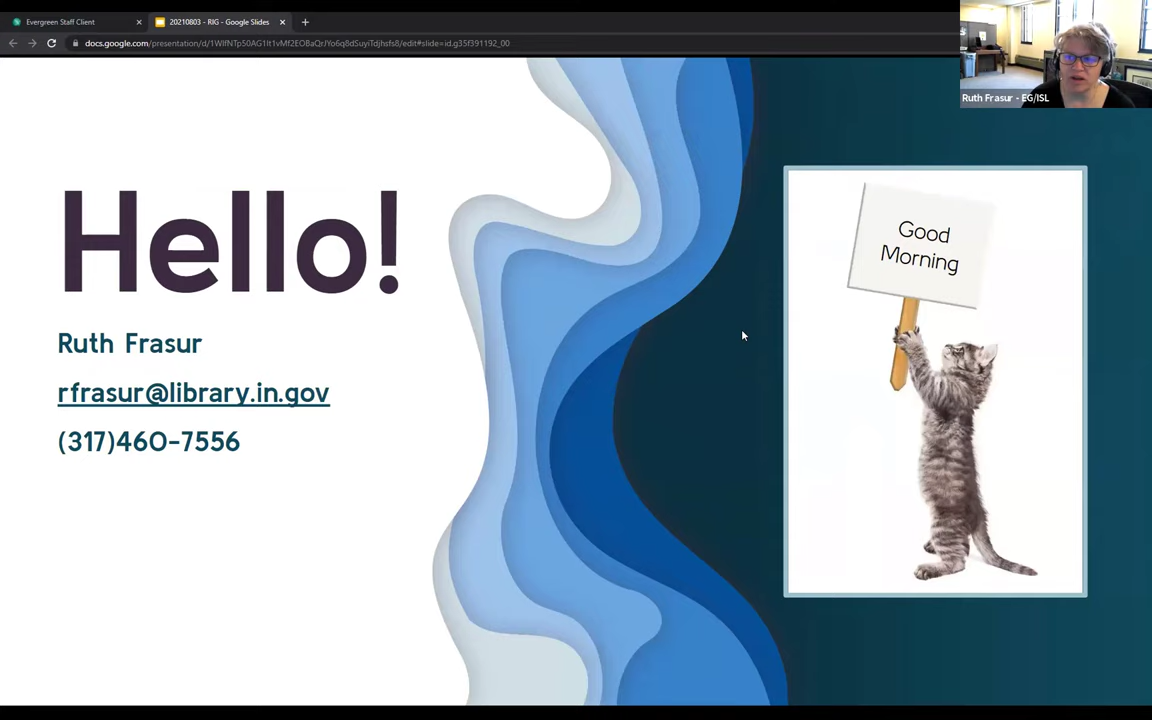 Evergreen Staff Client
20210803 - RIG - Google Slides
docs.google.com/presentation/d/1WlfNTp50AG1It1vMf2EOBaQrJYo6q8dSuyiTdjhsfs8/edit#slide=id.g35f391192_00
Ruth Frasur - EG/ISL
Hello!
Ruth Frasur
rfrasur@library.in.gov
(317)460-7556
Good
Morning